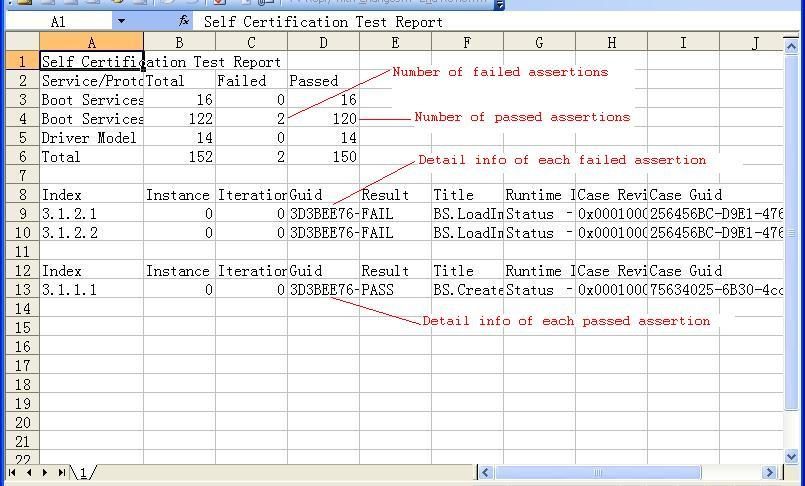 A1 fx Self Certification Test Report
A B C D E F G H I J
1 Self Certification Test Report
2 Service/Proto Total Failed Passed
Number of failed assertions
3 Boot Services 16 0 16
4 Boot Services 122 2 120
Number of passed assertions
5 Driver Model 14 0 14
6 Total 152 2 150
Detail info of each failed assertion
7
8 Index Instance Iteration Guid Result Title Runtime I Case Revi Case Guid
9 3.1.2.1 0 0 3D3BEE76- FAIL BS.LoadIm Status - 0x0001000 256456BC-D9E1-476
10 3.1.2.2 0 0 3D3BEE76- FAIL BS.LoadIm Status - 0x0001000 256456BC-D9E1-476
11
12 Index Instance Iteration Guid Result Title Runtime I Case Revi Case Guid
13 3.1.1.1 0 0 3D3BEE76- PASS BS.Create Status - 0x0001000 75634025-6B30-4cc
14
Detail info of each passed assertion
15
16
17
18
19
20
21
22
1